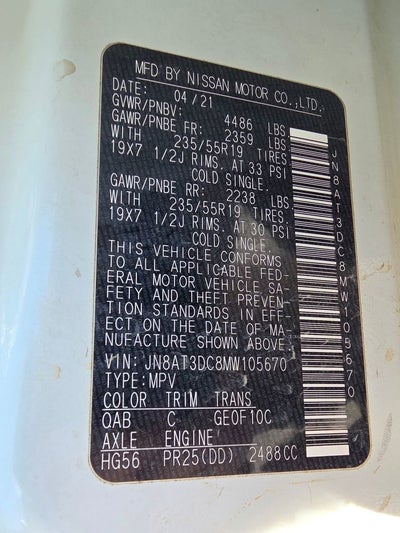 MFD BY NISSAN MOTOR CO.,LTD.
DATE: 04/21
GVWR/PNBV: 4486 LBS
GAWR/PNBE FR: 2359 LBS
WITH 235/55R19 TIRES
19X7 1/2J RIMS. AT 33 PSI
COLD SINGLE.
GAWR/PNBE RR: 2238 LBS
WITH 235/55R19 TIRES
19X7 1/2J RIMS. AT 30 PSI
COLD SINGLE.
THIS VEHICLE CONFORMS
TO ALL APPLICABLE FED-
ERAL MOTOR VEHICLE SA-
FETY AND THEFT PREVEN-
TION STANDARDS IN EFF-
ECT ON THE DATE OF MA-
NUFACTURE SHOWN ABOVE.
VIN: JN8AT3DC8MW105670
TYPE:MPV
COLOR TRIM TRANS
QAB C GE0F10C
AXLE ENGINE
HG56 PR25(DD) 2488CC
JN8AT3DC8MW105670